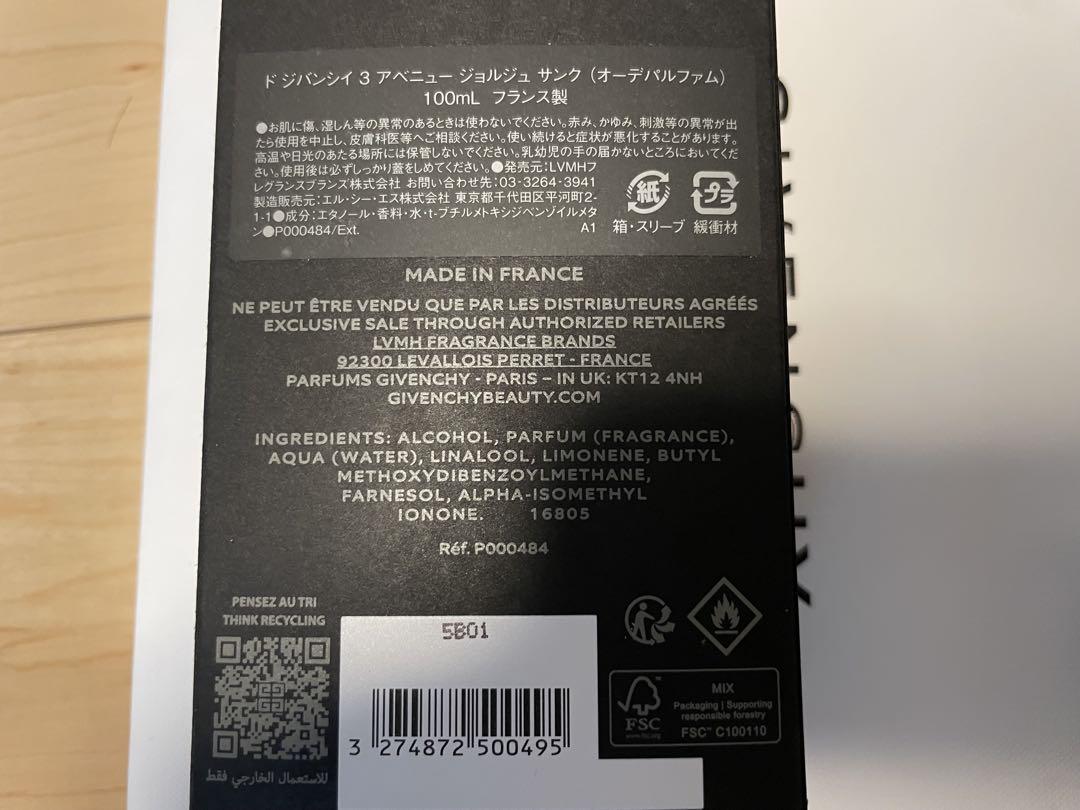 ド ジバンシイ 3 アベニュー ジョルジュ サンク (オーデパルファム)
100mL フランス製
●お肌に傷、湿しん等の異常のあるときは使わないでください。赤み、かゆみ、刺激等の異常が出
たら使用を中止し、皮膚科医等へご相談ください。使い続けると症状が悪化することがあります。
高温や日光のあたる場所には保管しないでください。乳幼児の手の届かないところにおいてくだ
さい。使用後は必ずしっかり蓋をしめてください。●発売元:LVMHフ
レグランスブランズ株式会社 お問い合わせ先:03-3264-3941
製造販売元:エル・シー・エス株式会社 東京都千代田区平河町2-
1-1●成分:エタノール・香料・水・t-ブチルメトキシジベンゾイルメタ
ン●P000484/Ext.
A1
紙
プラ
箱・スリーブ 緩衝材
MADE IN FRANCE
NE PEUT ÊTRE VENDU QUE PAR LES DISTRIBUTEURS AGRÉÉS
EXCLUSIVE SALE THROUGH AUTHORIZED RETAILERS
LVMH FRAGRANCE BRANDS
92300 LEVALLOIS PERRET - FRANCE
PARFUMS GIVENCHY - PARIS – IN UK: KT12 4NH
GIVENCHYBEAUTY.COM
INGREDIENTS: ALCOHOL, PARFUM (FRAGRANCE),
AQUA (WATER), LINALOOL, LIMONENE, BUTYL
METHOXYDIBENZOYLMETHANE,
FARNESOL, ALPHA-ISOMETHYL
IONONE. 16805
Réf. P000484
PENSEZ AU TRI
THINK RECYCLING
للاستعمال الخارجي فقط
5B01
3 274872 500495
FSC
www.fsc.org
MIX
Packaging | Supporting
responsible forestry
FSC™ C100110
GIVENCHY